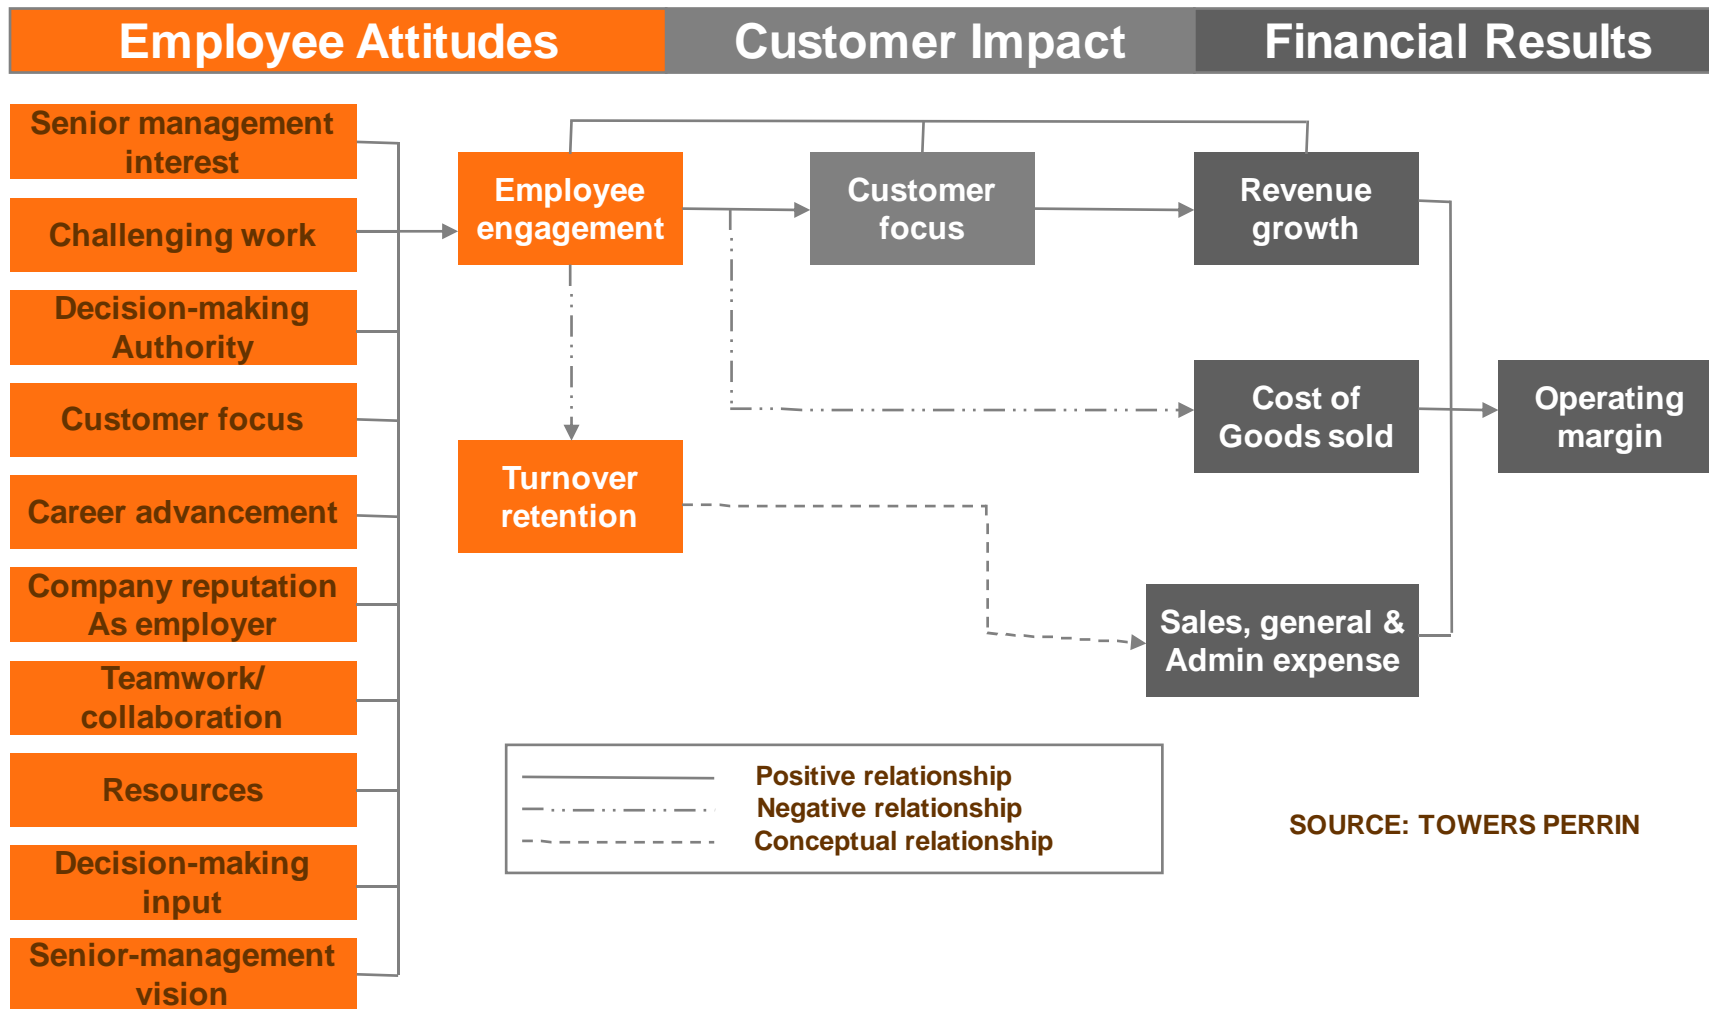 Employee Attitudes
Customer Impact
Financial Results
Senior management
interest
Challenging work
Decision-making
Authority
Customer focus
Career advancement
Company reputation
As employer
Teamwork/
collaboration
Resources
Decision-making
input
Senior-management
vision
Employee
engagement
Turnover
retention
Customer
focus
Revenue
growth
Cost of
Goods sold
Sales, general &
Admin expense
Operating
margin
Positive relationship
Negative relationship
Conceptual relationship
SOURCE: TOWERS PERRIN